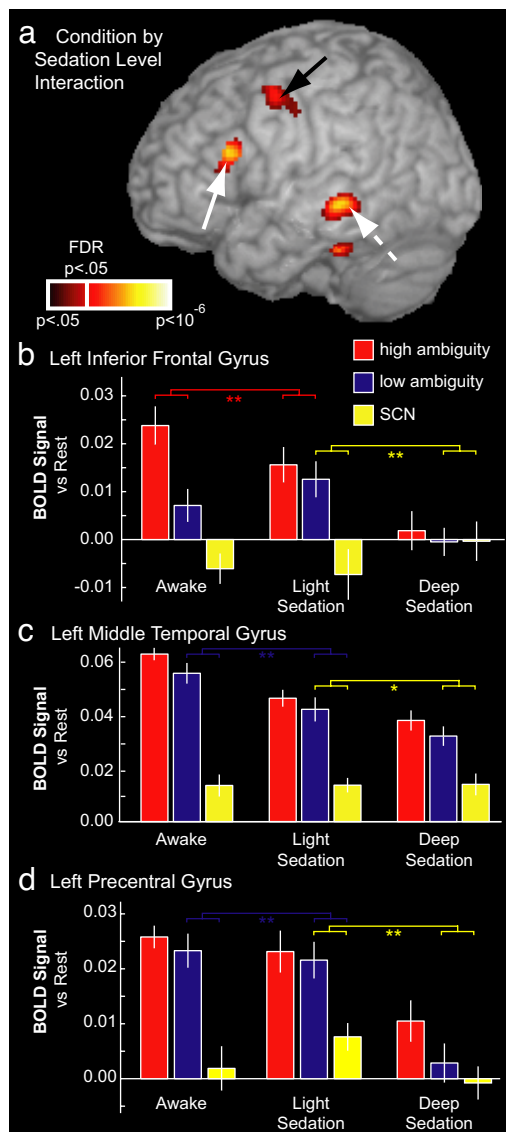 a Condition by
Sedation Level
Interaction
FDR
p<.05
p<.05 p<10-6
high ambiguity
low ambiguity
SCN
b Left Inferior Frontal Gyrus
BOLD Signal
vs Rest
0.03
0.02
0.01
0.00
-0.01
** **
Awake Light Deep
Sedation Sedation
c Left Middle Temporal Gyrus
BOLD Signal
vs Rest
0.06
0.04
0.02
0.00
** *
Awake Light Deep
Sedation Sedation
d Left Precentral Gyrus
BOLD Signal
vs Rest
0.03
0.02
0.01
0.00
** **
Awake Light Deep
Sedation Sedation